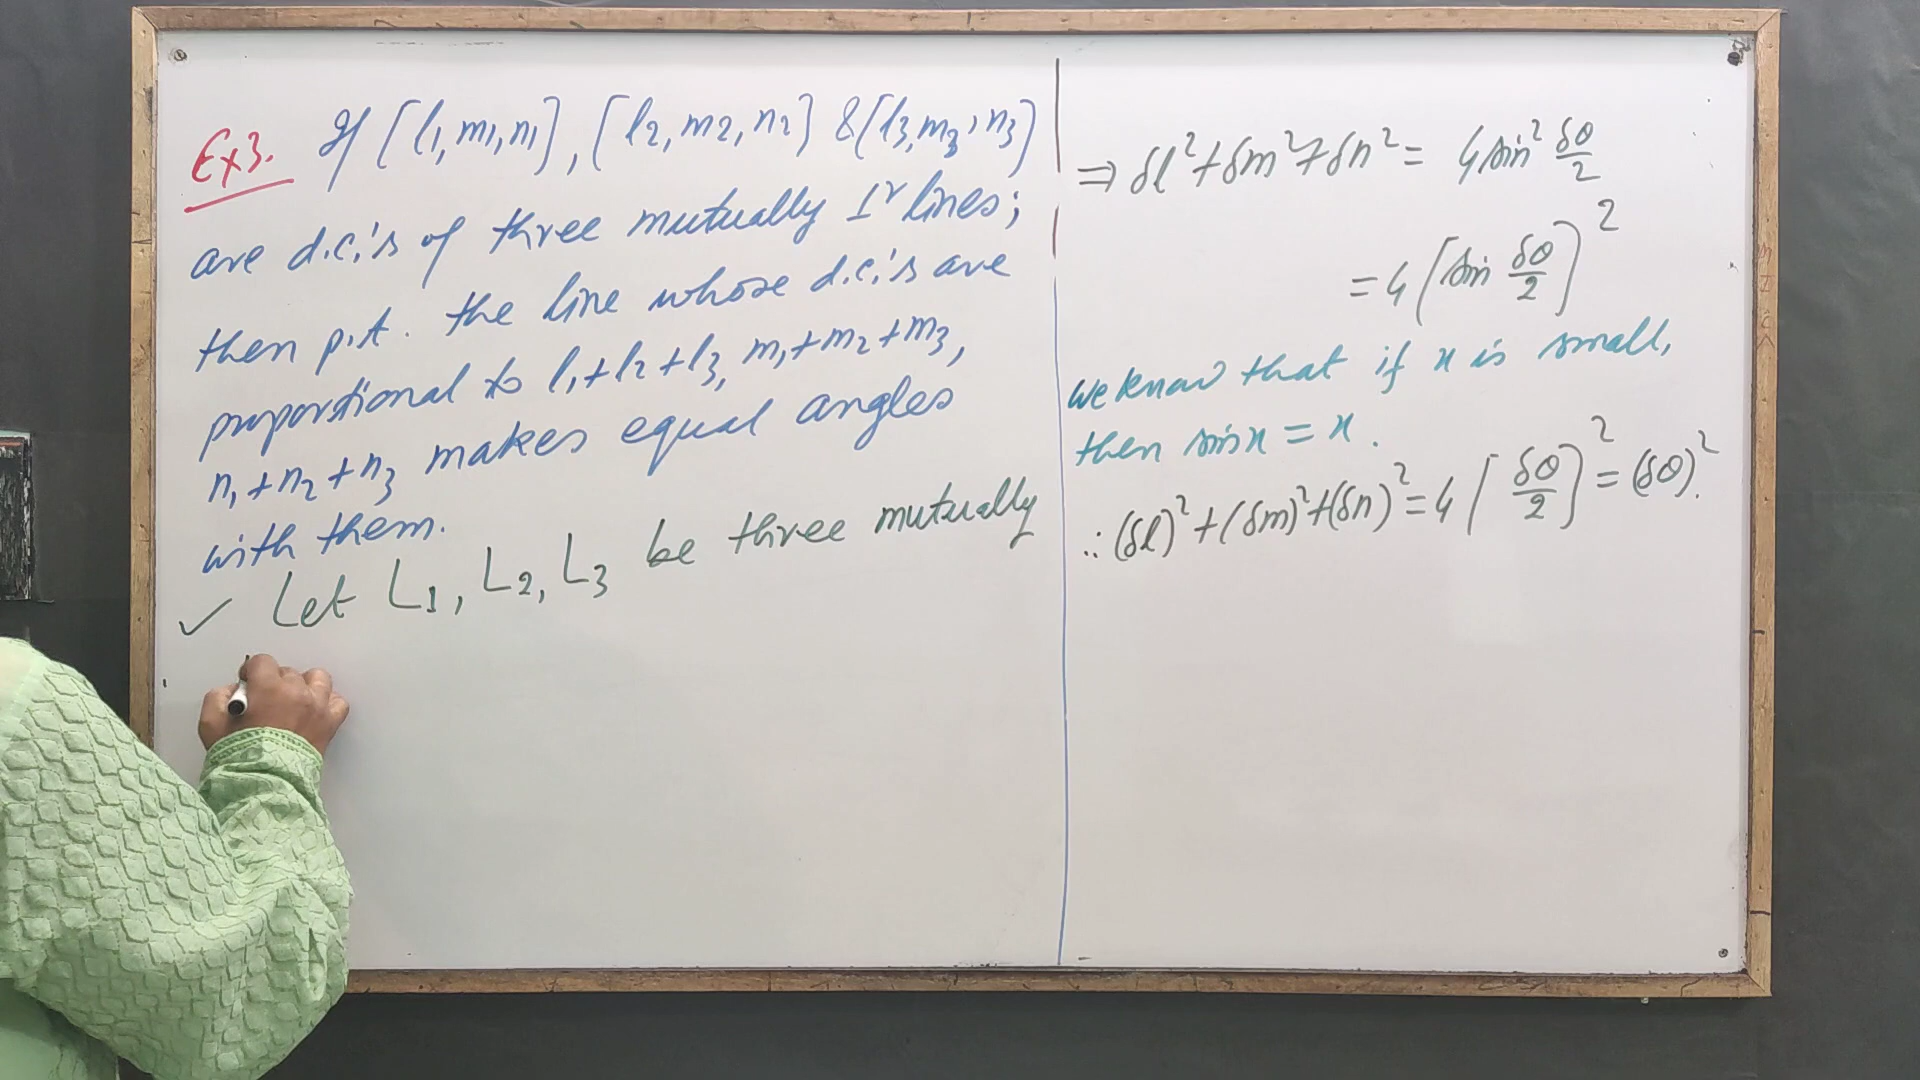 Ex3. If [l1, m1, n1], [l2, m2, n2] & [l3, m3, n3]
are d.c.'s of three mutually ⊥r lines;
then p.t. the line whose d.c.'s are
proportional to l1+l2+l3, m1+m2+m3,
n1+n2+n3 makes equal angles
with them.
✓ Let L1, L2, L3 be three mutually
⇒ δl²+δm²+δn² = 4 sin² δθ/2
= 4 [sin δθ/2]²
we know that if x is small,
then sin x = x.
∴ (δl)²+(δm)²+(δn)² = 4 [δθ/2]² = (δθ)².